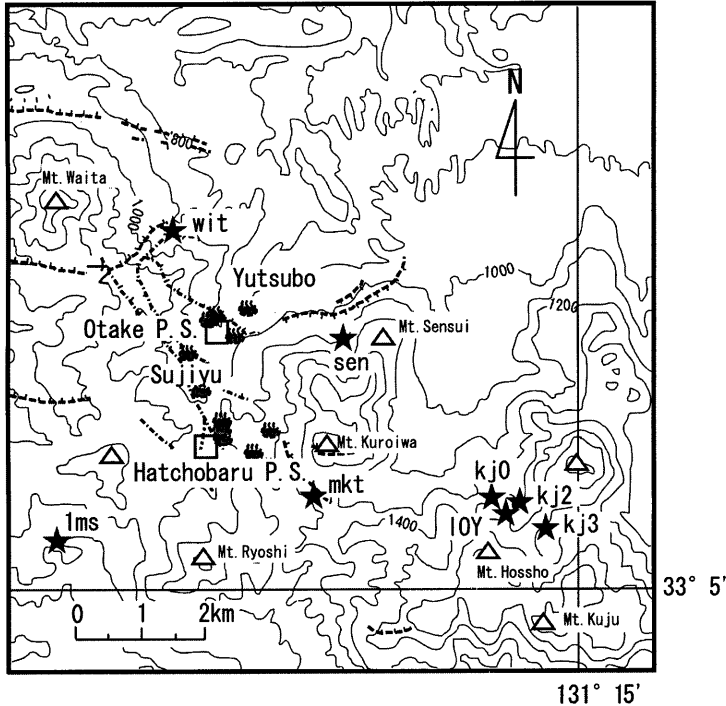 N
'800
Mt. Waita
1000
wit
Yutsubo
1000
1200
Otake P.S.
Mt. Sensui
sen
Sujiyu
Mt. Kuroiwa
Hatchobaru P.S.
kj0
mkt
kj2
1400
IOY
kj3
1ms
Mt. Ryoshi
Mt. Hossho
33° 5'
0 1 2km
Mt. Kuju
131° 15'